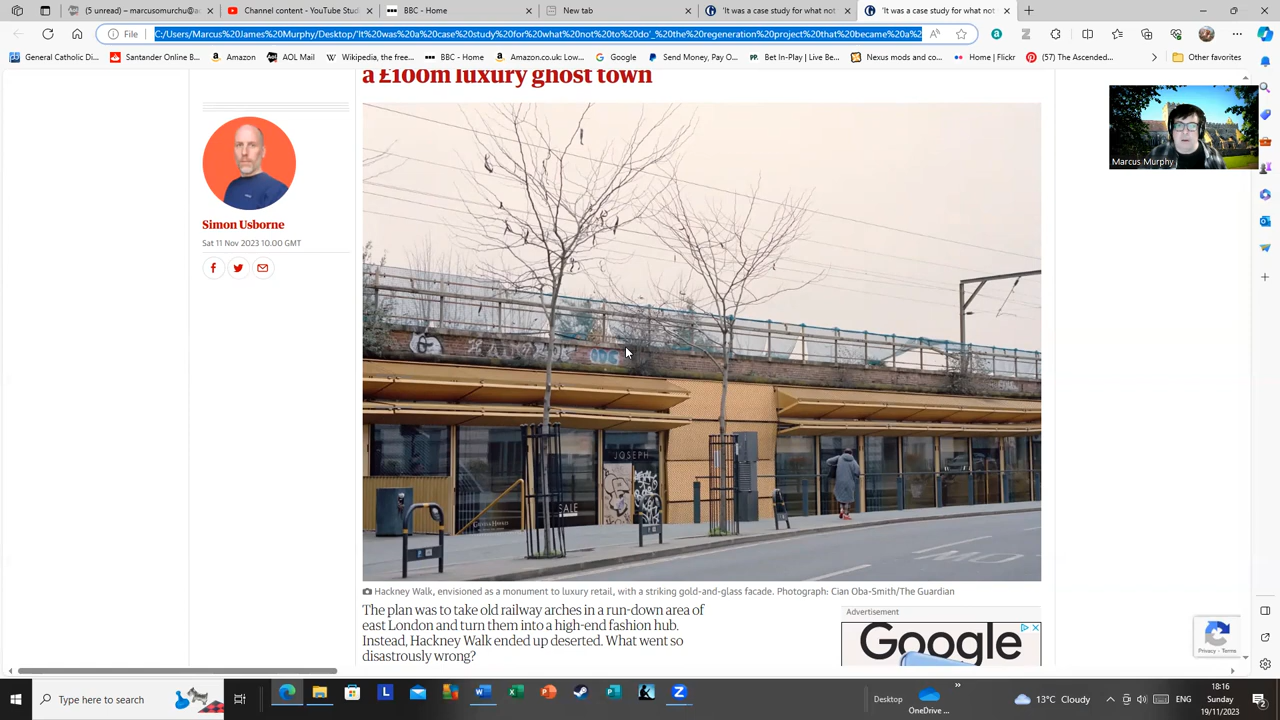 (5 unread) – marcusomurchu@a
Channel content - YouTube Stud
BBC - Home
New tab
'It was a case study for what not
'It was a case study for what not
File
C:/Users/Marcus%20James%20Murphy/Desktop/'It%20was%20a%20case%20study%20for%20what%20not%20to%20do'_%20the%20regeneration%20project%20that%20became%20a%2
General Catholic Di...
Santander Online B...
Amazon
AOL Mail
Wikipedia, the free...
BBC - Home
Amazon.co.uk: Low...
Google
Send Money, Pay O...
Bet In-Play | Live Be...
Nexus mods and co...
Home | Flickr
(57) The Ascended...
Other favorites
a £100m luxury ghost town
Simon Usborne
Sat 11 Nov 2023 10.00 GMT
Marcus Murphy
JOSEPH
SALE
Hackney Walk, envisioned as a monument to luxury retail, with a striking gold-and-glass facade. Photograph: Cian Oba-Smith/The Guardian
The plan was to take old railway arches in a run-down area of
east London and turn them into a high-end fashion hub.
Instead, Hackney Walk ended up deserted. What went so
disastrously wrong?
Advertisement
Google
Privacy - Terms
Type here to search
Desktop
OneDrive ...
13°C Cloudy
ENG
18:16
Sunday
19/11/2023
2